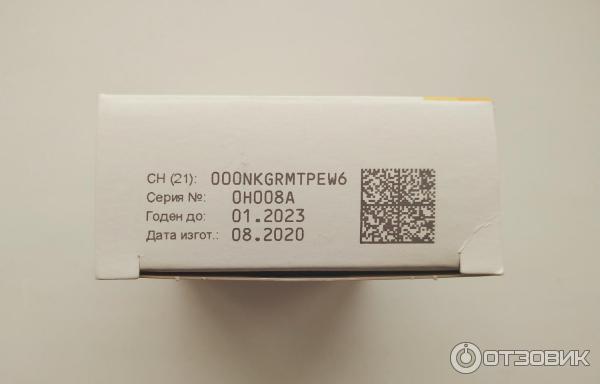 СН (21): 000NKGRMTPEW6
Серия №: 0H008A
Годен до: 01.2023
Дата изгот.: 08.2020
ОТЗОВИК